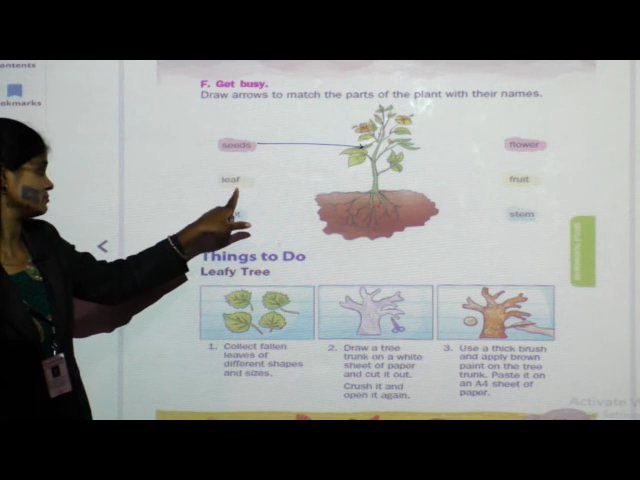 F. Get busy.
Draw arrows to match the parts of the plant with their names.
seeds
flower
leaf
fruit
stem
Things to Do
Leafy Tree
1. Collect fallen
leaves of
different shapes
and sizes.
2. Draw a tree
trunk on a white
sheet of paper
and cut it out.
Crush it and
open it again.
3. Use a thick brush
and apply brown
paint on the tree
trunk. Paste it on
an A4 sheet of
paper.
Activate